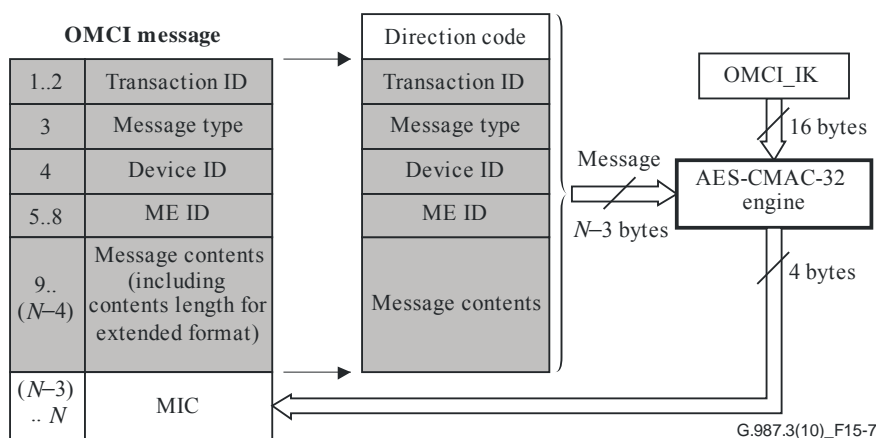 OMCI message
1..2
Transaction ID
3
Message type
4
Device ID
5..8
ME ID
9..
(N–4)
Message contents
(including
contents length for
extended format)
(N–3)
.. N
MIC
Direction code
Transaction ID
Message type
Device ID
ME ID
Message contents
Message
N–3 bytes
OMCI_IK
16 bytes
AES-CMAC-32
engine
4 bytes
G.987.3(10)_F15-7